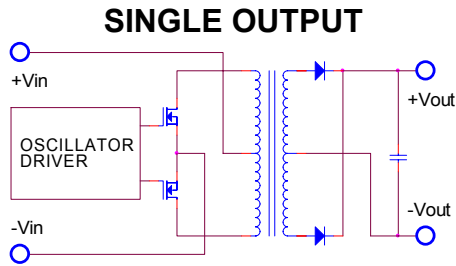 SINGLE OUTPUT
+Vin
+Vout
OSCILLATOR
DRIVER
-Vin
-Vout